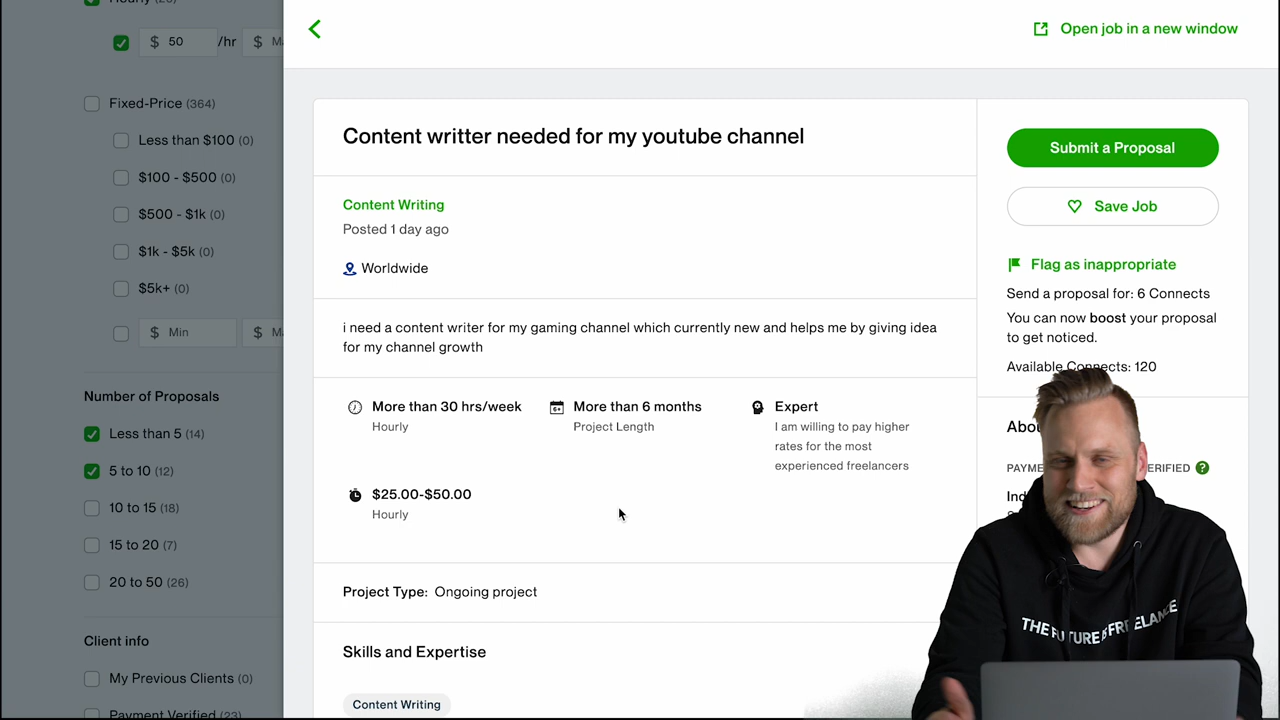 Hourly
$ 50 /hr $
Fixed-Price (364)
Less than $100 (0)
$100 - $500 (0)
$500 - $1k (0)
$1k - $5k (0)
$5k+ (0)
$ Min $
Number of Proposals
Less than 5 (14)
5 to 10 (12)
10 to 15 (18)
15 to 20 (7)
20 to 50 (26)
Client info
My Previous Clients (0)
Payment Verified (23)
Open job in a new window
Content writter needed for my youtube channel
Content Writing
Posted 1 day ago
Worldwide
i need a content writer for my gaming channel which currently new and helps me by giving idea
for my channel growth
More than 30 hrs/week
Hourly
6+
More than 6 months
Project Length
Expert
I am willing to pay higher
rates for the most
experienced freelancers
$25.00-$50.00
Hourly
Project Type: Ongoing project
Skills and Expertise
Content Writing
Submit a Proposal
Save Job
Flag as inappropriate
Send a proposal for: 6 Connects
You can now boost your proposal
to get noticed.
Available Connects: 120
THE FUTURE IS FREELANCE